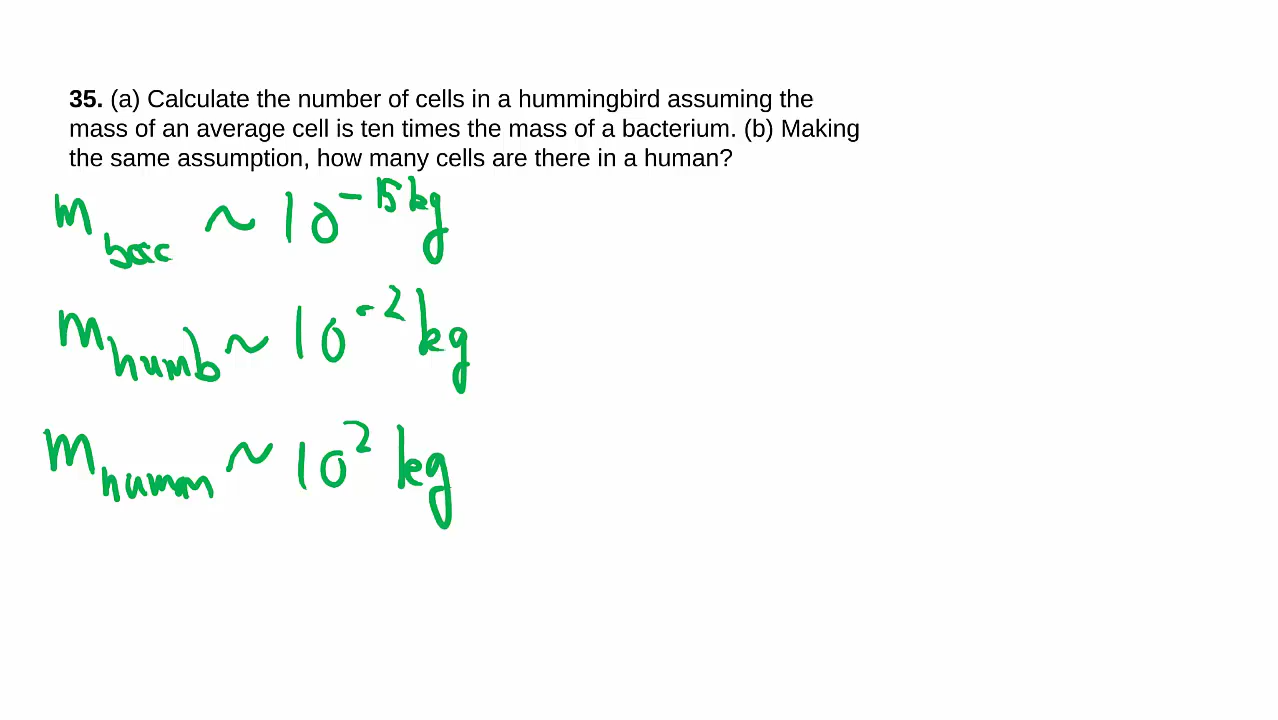 35. (a) Calculate the number of cells in a hummingbird assuming the
mass of an average cell is ten times the mass of a bacterium. (b) Making
the same assumption, how many cells are there in a human?
m_bac ~ 10^-15 kg
m_humb ~ 10^-2 kg
m_human ~ 10^2 kg